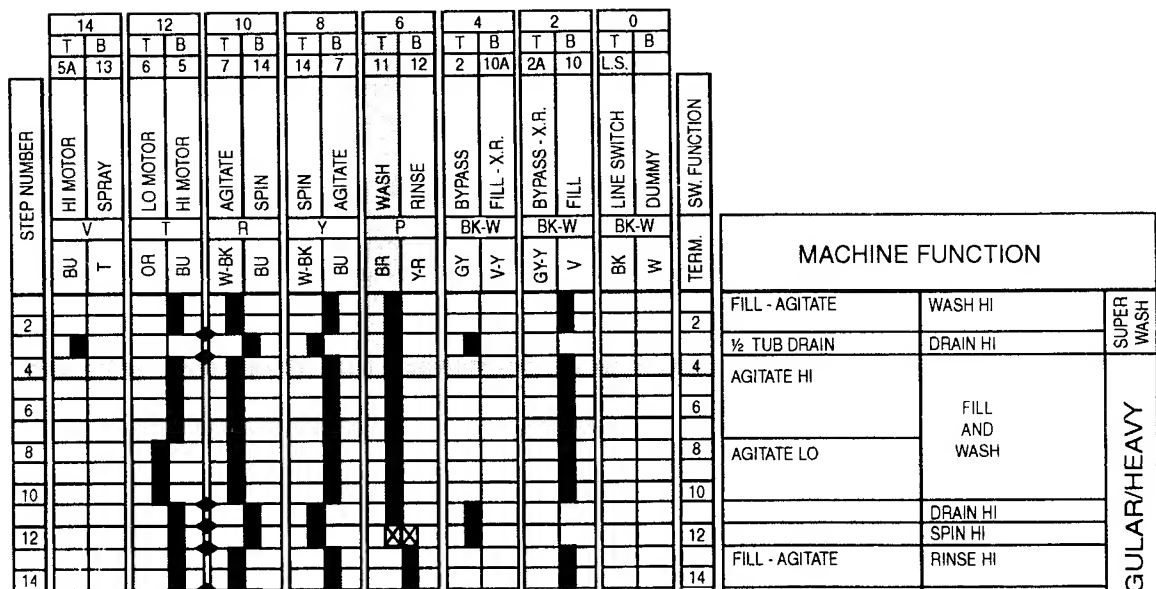 14 12 10 8 6 4 2 0
T B T B T B T B T B T B T B T B
5A 13 6 5 7 14 14 7 11 12 2 10A 2A 10 L.S.
STEP NUMBER
HI MOTOR
SPRAY
LO MOTOR
HI MOTOR
AGITATE
SPIN
SPIN
AGITATE
WASH
RINSE
BYPASS
FILL - X.R.
BYPASS - X.R.
FILL
LINE SWITCH
DUMMY
SW. FUNCTION
V T R Y P BK-W BK-W BK-W
BU T OR BU W-BK BU W-BK BU BR Y-R GY V-Y GY-Y V BK W TERM.
MACHINE FUNCTION
FILL - AGITATE WASH HI
SUPER
WASH
2 2
½ TUB DRAIN DRAIN HI
4 4
AGITATE HI
6 6
FILL
AND
WASH
8 8
AGITATE LO
10 10
DRAIN HI
12 12
SPIN HI
FILL - AGITATE RINSE HI
14 14
GULAR/HEAVY